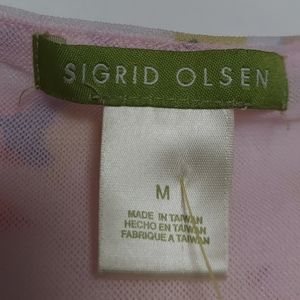 SIGRID OLSEN
M
MADE IN TAIWAN
HECHO EN TAIWAN
FABRIQUE A TAIWAN